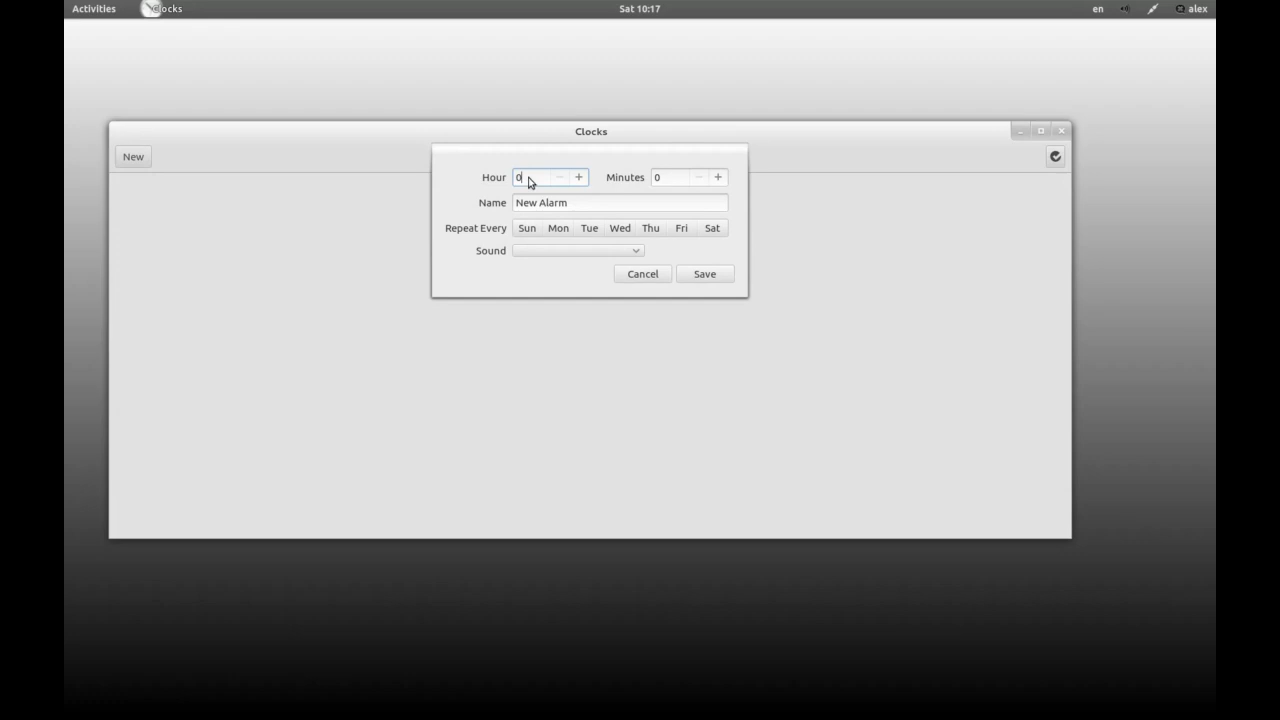 Activities Clocks Sat 10:17 en alex
Clocks
New
Hour 0 - + Minutes 0 - +
Name New Alarm
Repeat Every Sun Mon Tue Wed Thu Fri Sat
Sound
Cancel Save